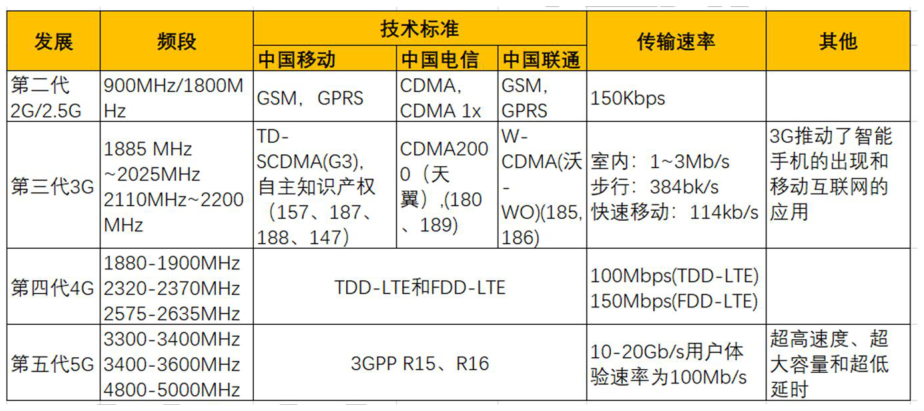 发展
频段
技术标准
传输速率
其他
中国移动
中国电信
中国联通
第二代
2G/2.5G
900MHz/1800M
Hz
GSM，GPRS
CDMA，
CDMA 1x
GSM，
GPRS
150Kbps
第三代3G
1885 MHz
~2025MHz
2110MHz~2200
MHz
TD-
SCDMA(G3),
自主知识产权
（157、187、
188、147）
CDMA200
0（天
翼）,(180
、189)
W-
CDMA(沃
-
WO)(185,
186)
室内：1~3Mb/s
步行：384bk/s
快速移动：114kb/s
3G推动了智能
手机的出现和
移动互联网的
应用
第四代4G
1880-1900MHz
2320-2370MHz
2575-2635MHz
TDD-LTE和FDD-LTE
100Mbps(TDD-LTE)
150Mbps(FDD-LTE)
第五代5G
3300-3400MHz
3400-3600MHz
4800-5000MHz
3GPP R15、R16
10-20Gb/s用户体
验速率为100Mb/s
超高速度、超
大容量和超低
延时